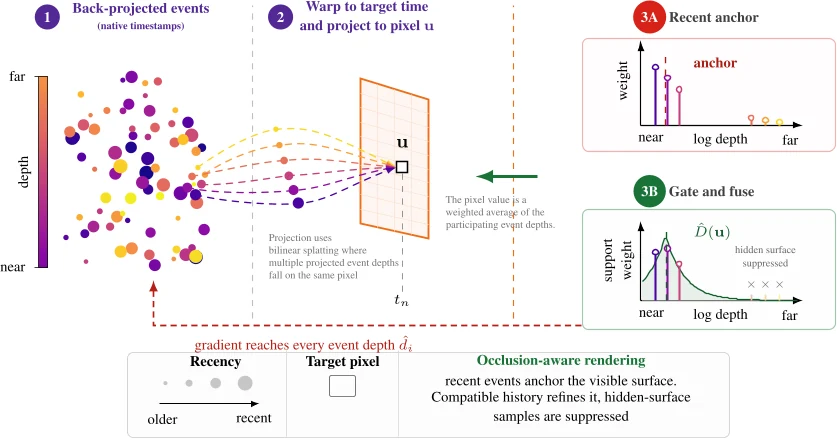 1
Back-projected events
(native timestamps)
far
depth
near
2
Warp to target time
and project to pixel u
u
Projection uses
bilinear splatting where
multiple projected event depths
fall on the same pixel
tₙ
The pixel value is a
weighted average of the
participating event depths.
3A Recent anchor
weight
anchor
near
log depth
far
3B Gate and fuse
support
weight
D̂(u)
hidden surface
suppressed
× × ×
near
log depth
far
gradient reaches every event depth d̂ᵢ
Recency
older
recent
Target pixel
Occlusion-aware rendering
recent events anchor the visible surface.
Compatible history refines it, hidden-surface
samples are suppressed